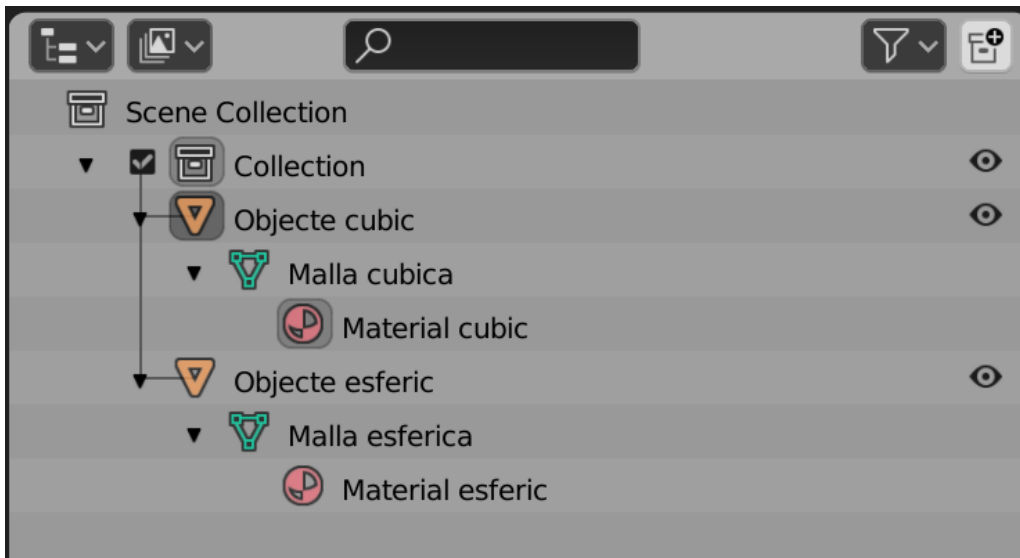 Scene Collection
Collection
Objecte cubic
Malla cubica
Material cubic
Objecte esferic
Malla esferica
Material esferic